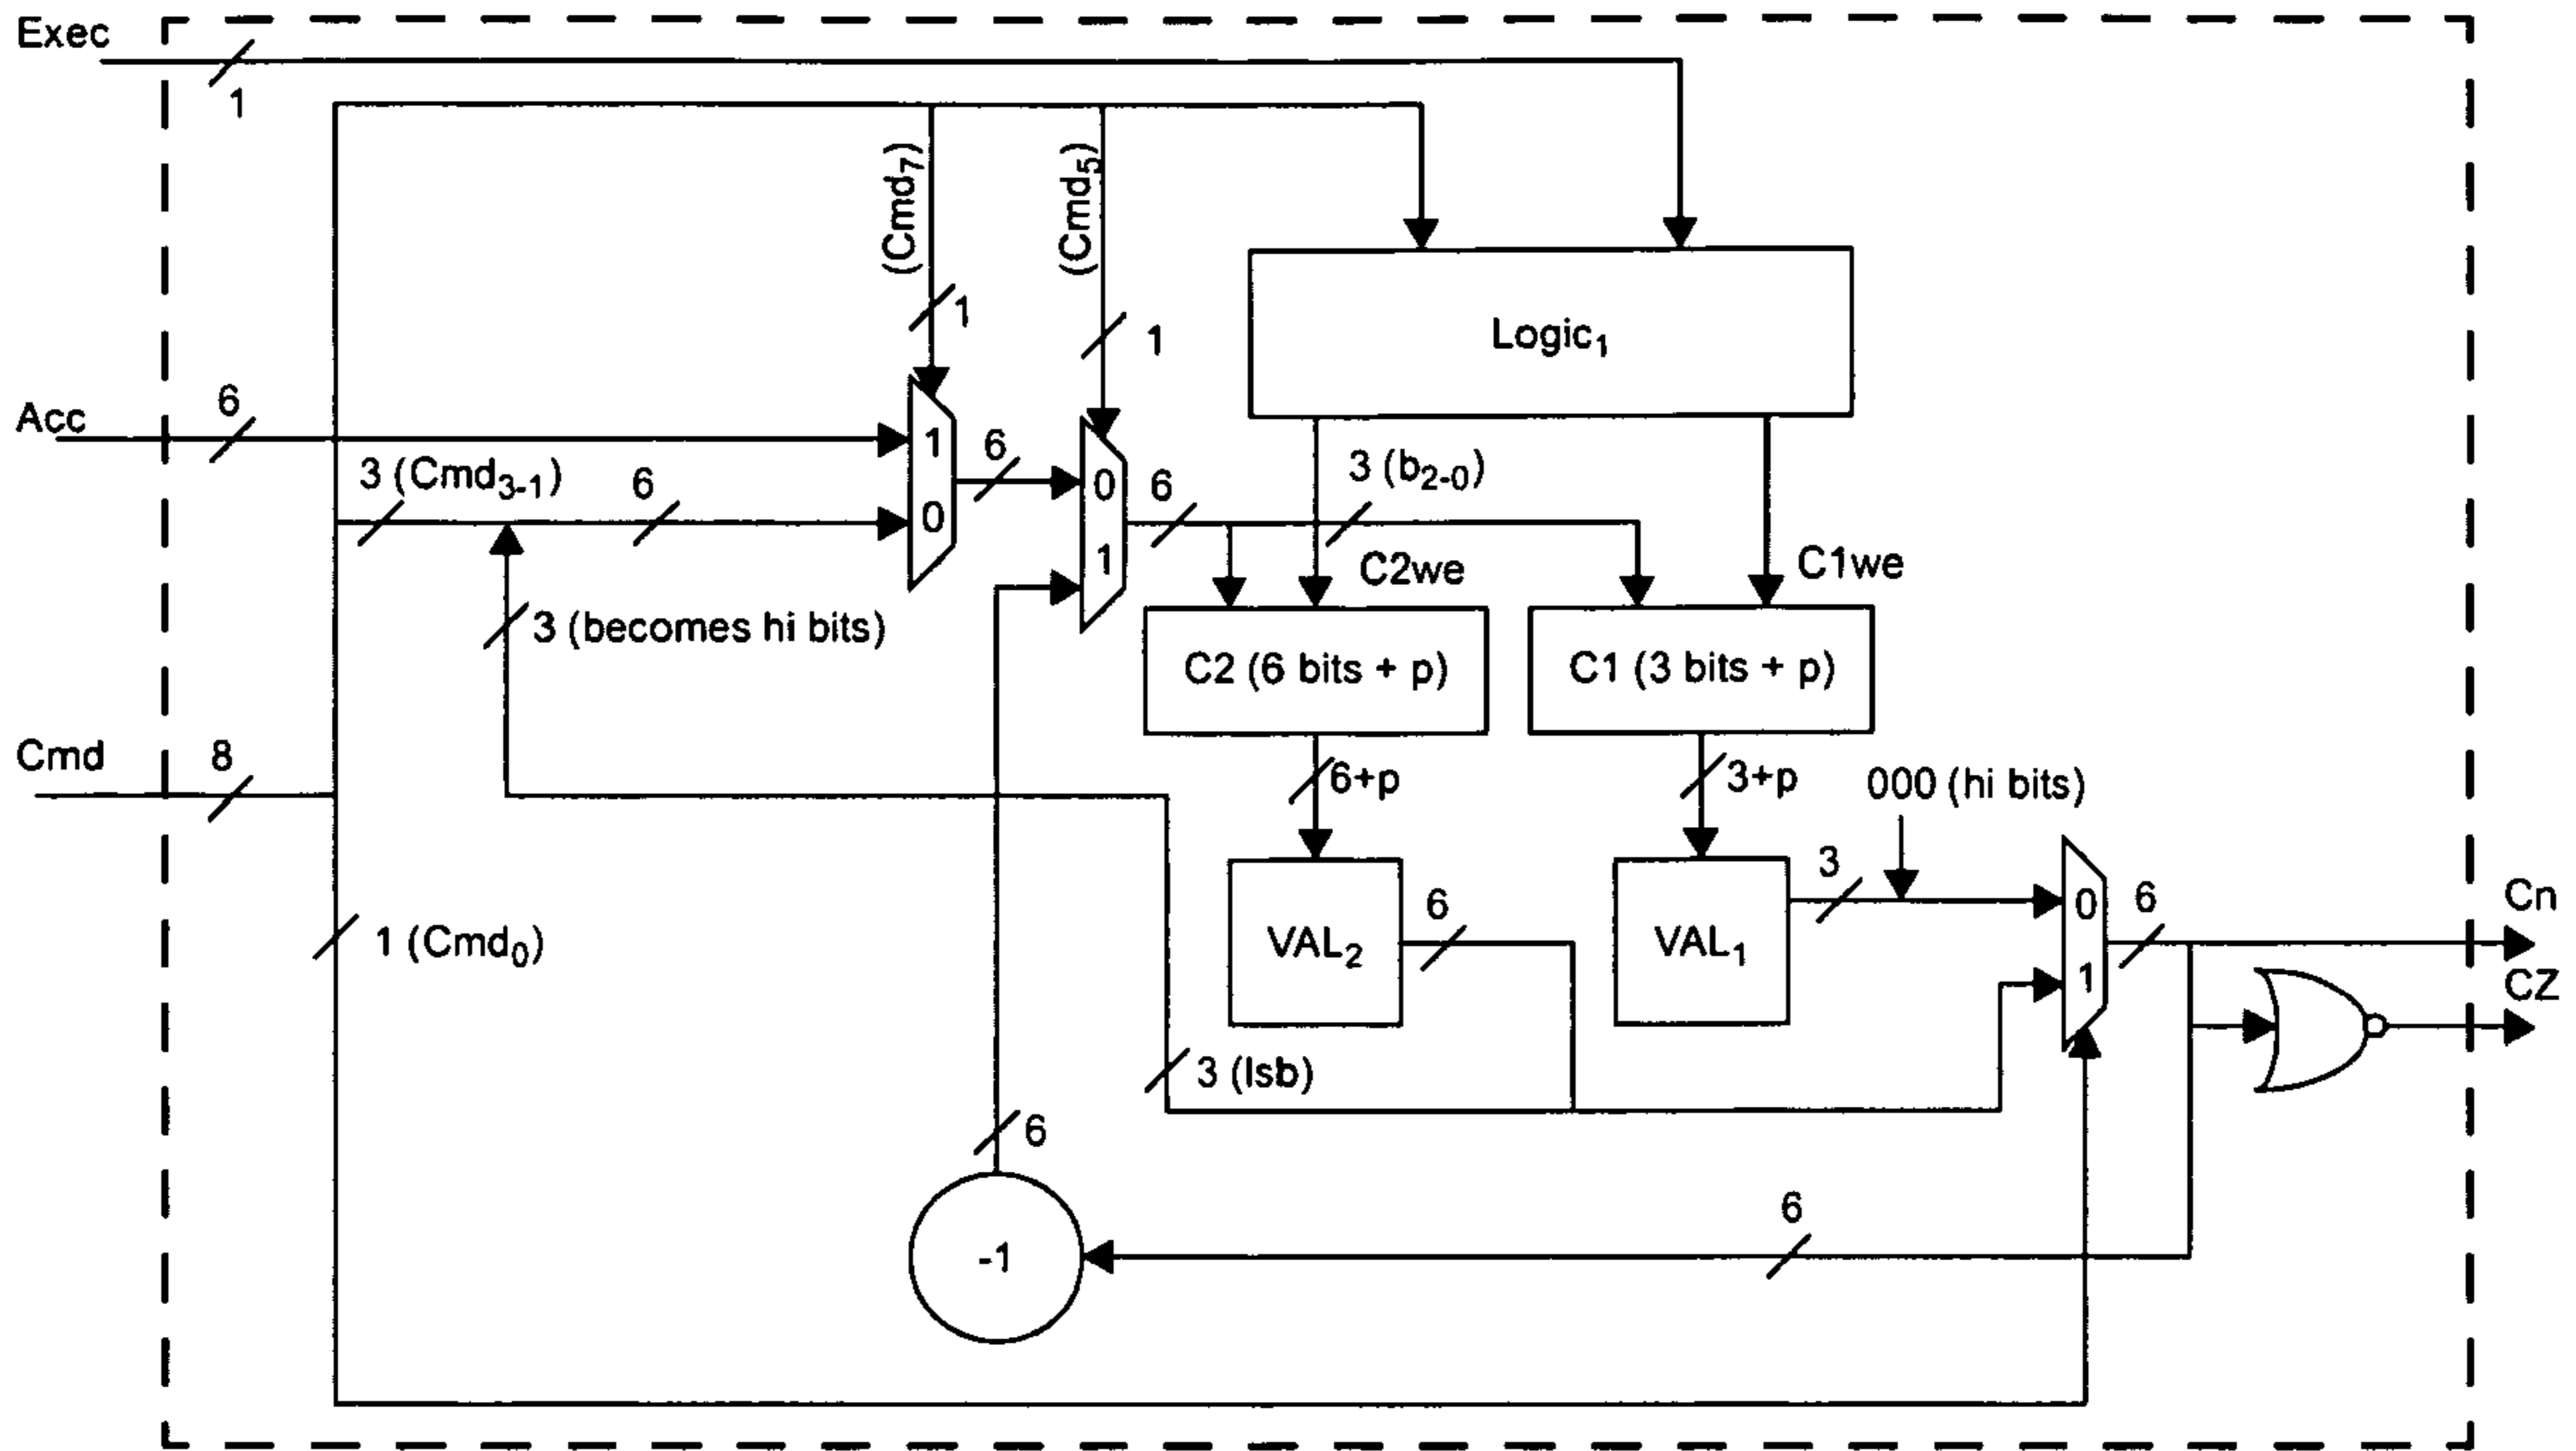 Exec
1
(Cmd₇)
(Cmd₅)
1
1
Logic₁
Acc
6
3 (Cmd₃₋₁)
6
1
0
6
0
1
6
3 (b₂₋₀)
C2we
C1we
3 (becomes hi bits)
C2 (6 bits + p)
C1 (3 bits + p)
Cmd
8
6+p
3+p
000 (hi bits)
1 (Cmd₀)
VAL₂
6
VAL₁
3
0
1
6
Cn
CZ
3 (lsb)
6
-1
6